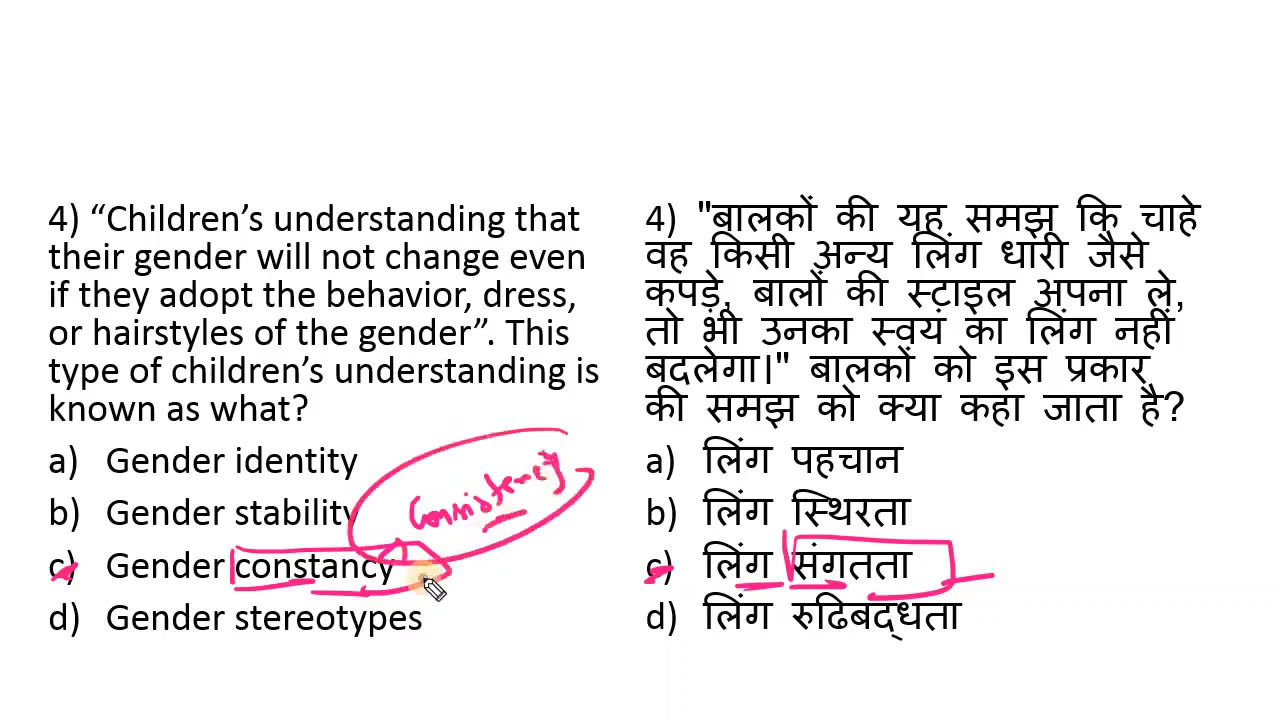 4) “Children’s understanding that
their gender will not change even
if they adopt the behavior, dress,
or hairstyles of the gender”. This
type of children’s understanding is
known as what?
a) Gender identity
b) Gender stability
c) Gender constancy
d) Gender stereotypes
Consistency
4) "बालकों की यह समझ कि चाहे
वह किसी अन्य लिंग धारी जैसे
कपड़े, बालों की स्टाइल अपना ले,
तो भी उनका स्वयं का लिंग नहीं
बदलेगा।" बालकों को इस प्रकार
की समझ को क्या कहा जाता है?
a) लिंग पहचान
b) लिंग स्थिरता
c) लिंग संगतता
d) लिंग रुढिबद्धता